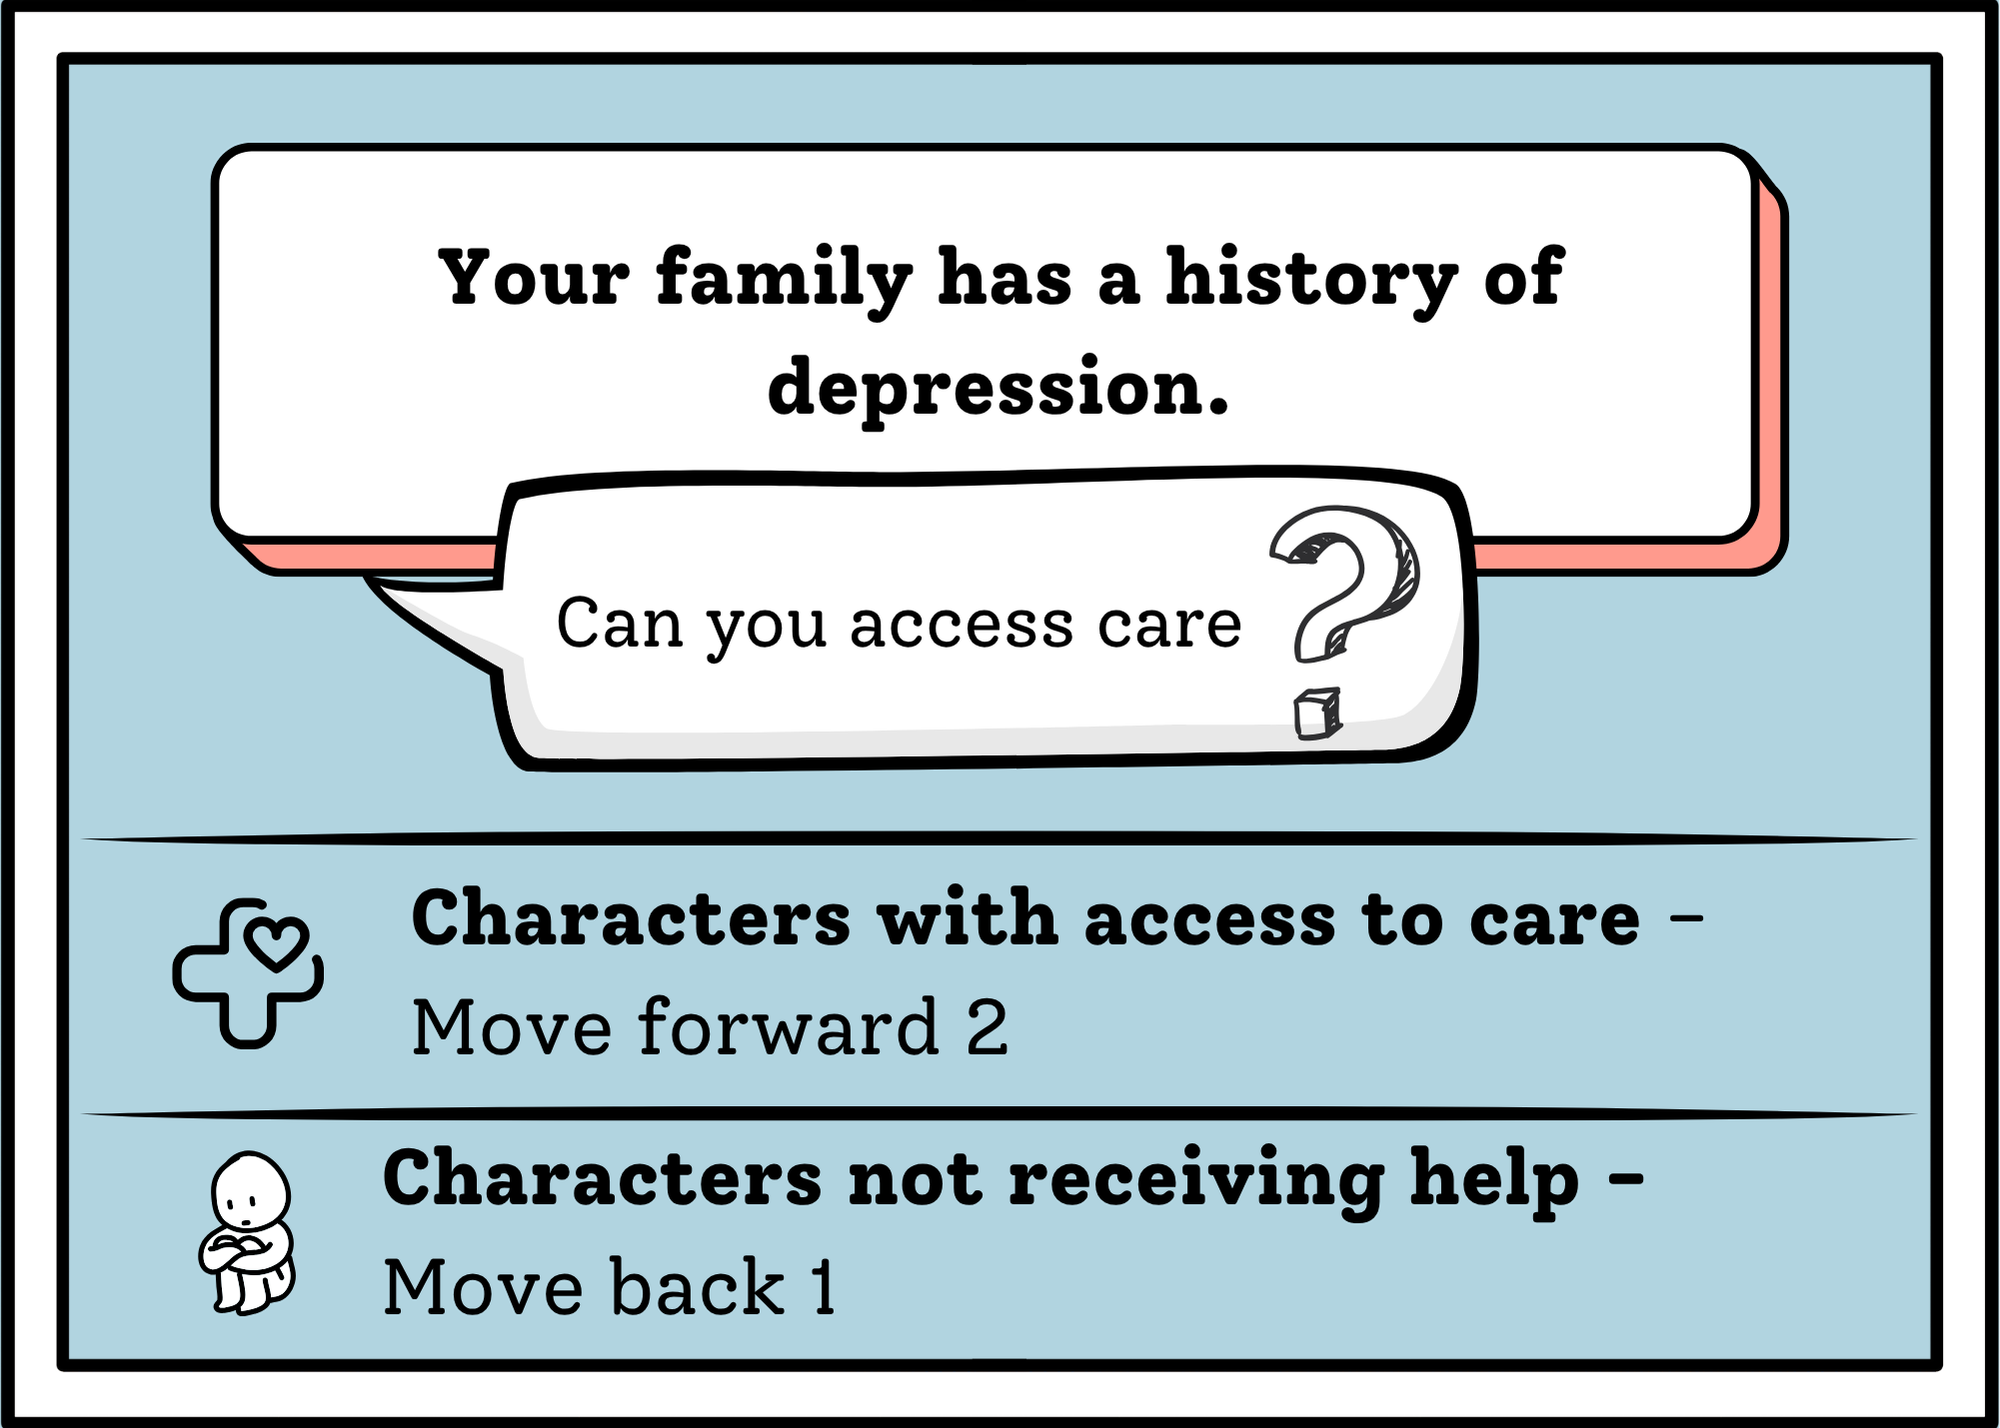 Your family has a history of
depression.
Can you access care ?
Characters with access to care –
Move forward 2
Characters not receiving help –
Move back 1